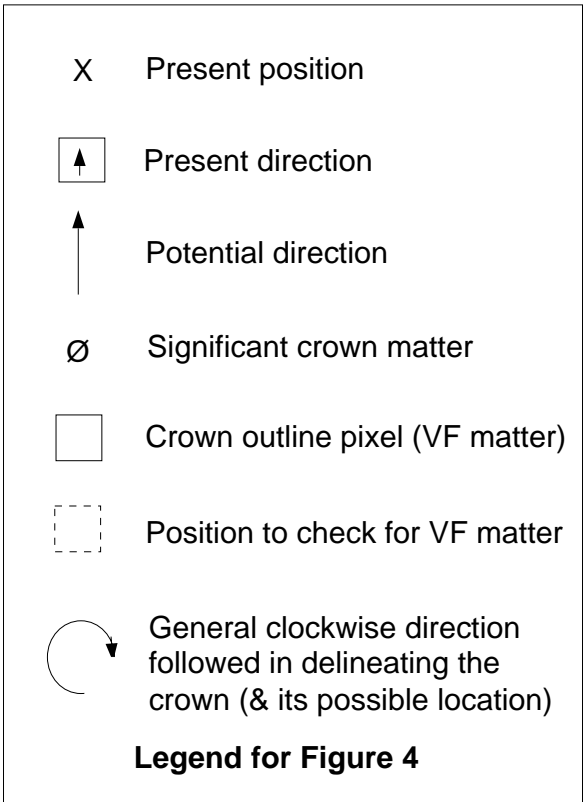 X Present position
Present direction
Potential direction
Ø Significant crown matter
Crown outline pixel (VF matter)
Position to check for VF matter
General clockwise direction
followed in delineating the
crown (& its possible location)
Legend for Figure 4